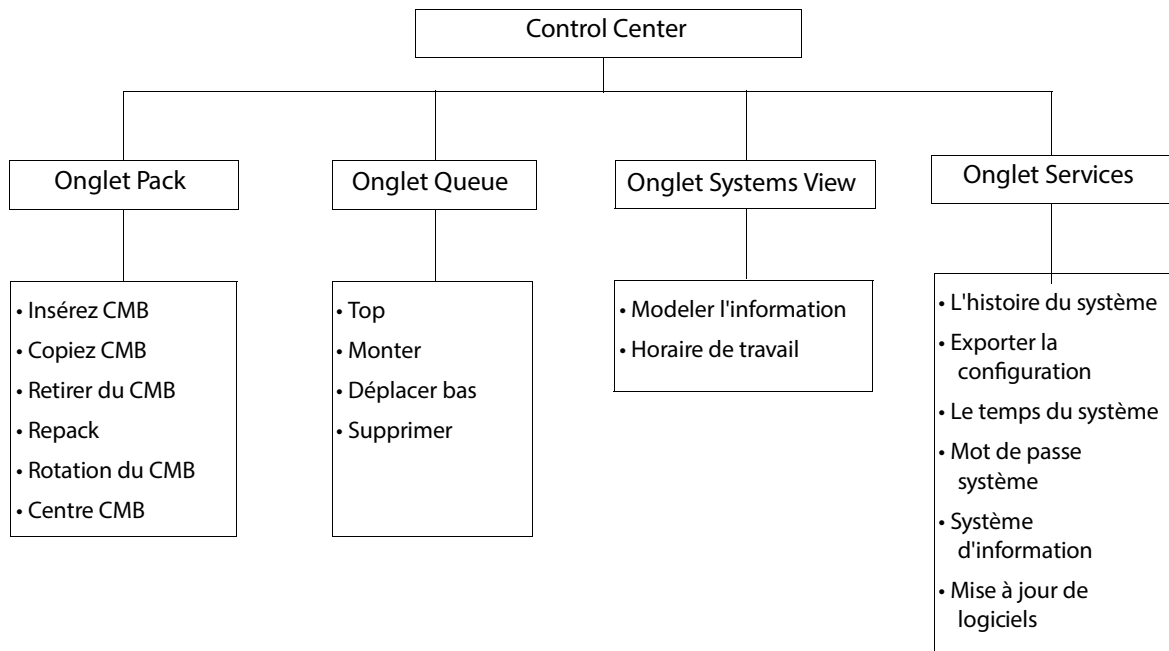 Control Center
Onglet Pack
Onglet Queue
Onglet Systems View
Onglet Services
• Insérez CMB
• Copiez CMB
• Retirer du CMB
• Repack
• Rotation du CMB
• Centre CMB
• Top
• Monter
• Déplacer bas
• Supprimer
• Modeler l'information
• Horaire de travail
• L'histoire du système
• Exporter la
configuration
• Le temps du système
• Mot de passe
système
• Système
d'information
• Mise à jour de
logiciels